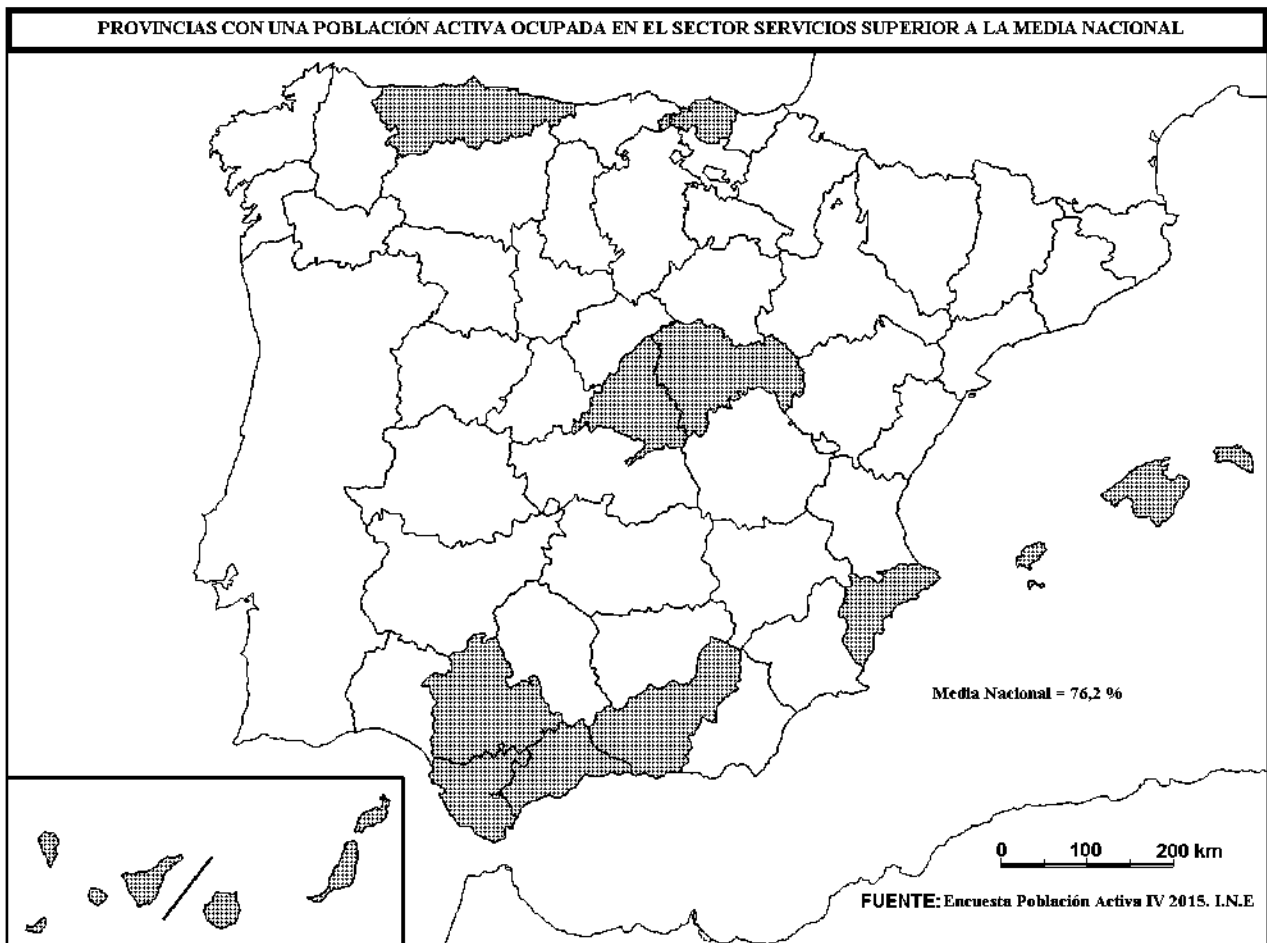 PROVINCIAS CON UNA POBLACIÓN ACTIVA OCUPADA EN EL SECTOR SERVICIOS SUPERIOR A LA MEDIA NACIONAL
Media Nacional = 76,2 %
0 100 200 km
FUENTE: Encuesta Población Activa IV 2015. I.N.E